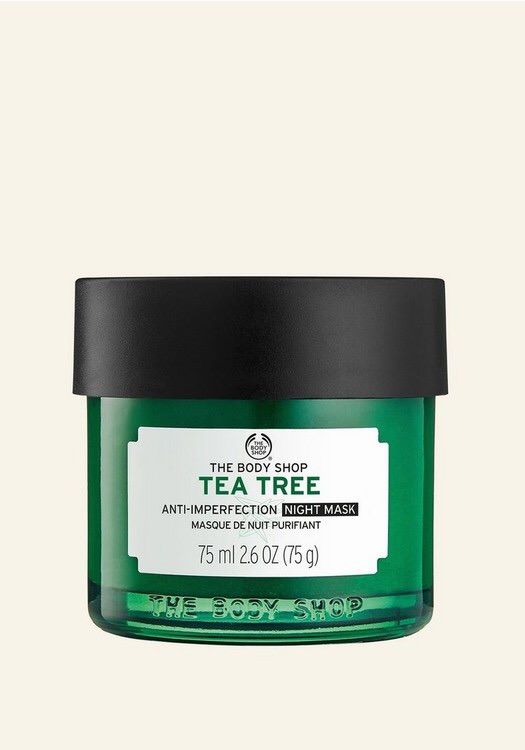 THE
BODY
SHOP
THE BODY SHOP
TEA TREE
ANTI-IMPERFECTION NIGHT MASK
MASQUE DE NUIT PURIFIANT
75 ml 2.6 OZ (75 g)
THE BODY SHOP